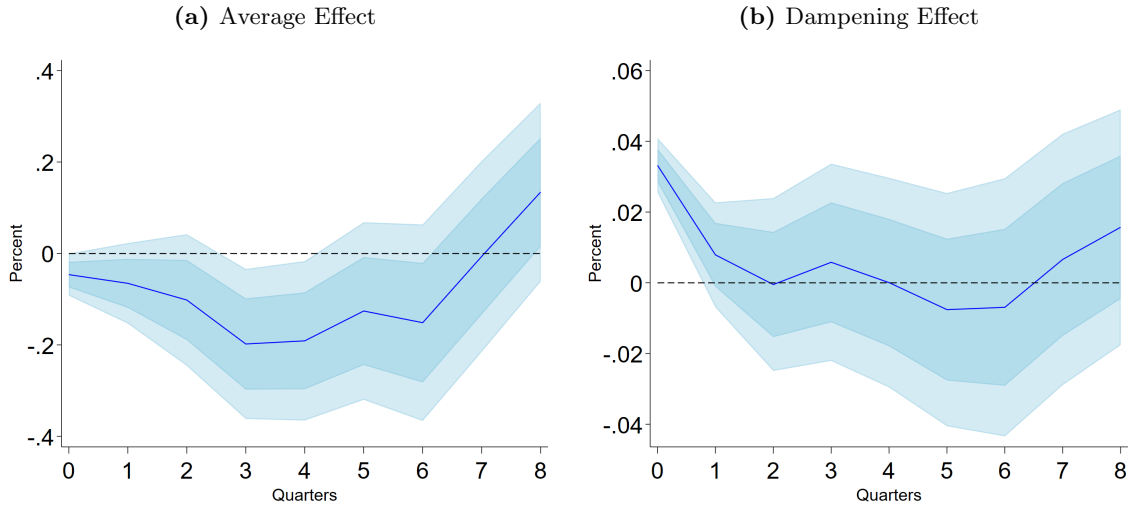 (a) Average Effect
.4
.2
0
-.2
-.4
Percent
0 1 2 3 4 5 6 7 8
Quarters
(b) Dampening Effect
.06
.04
.02
0
-.02
-.04
Percent
0 1 2 3 4 5 6 7 8
Quarters